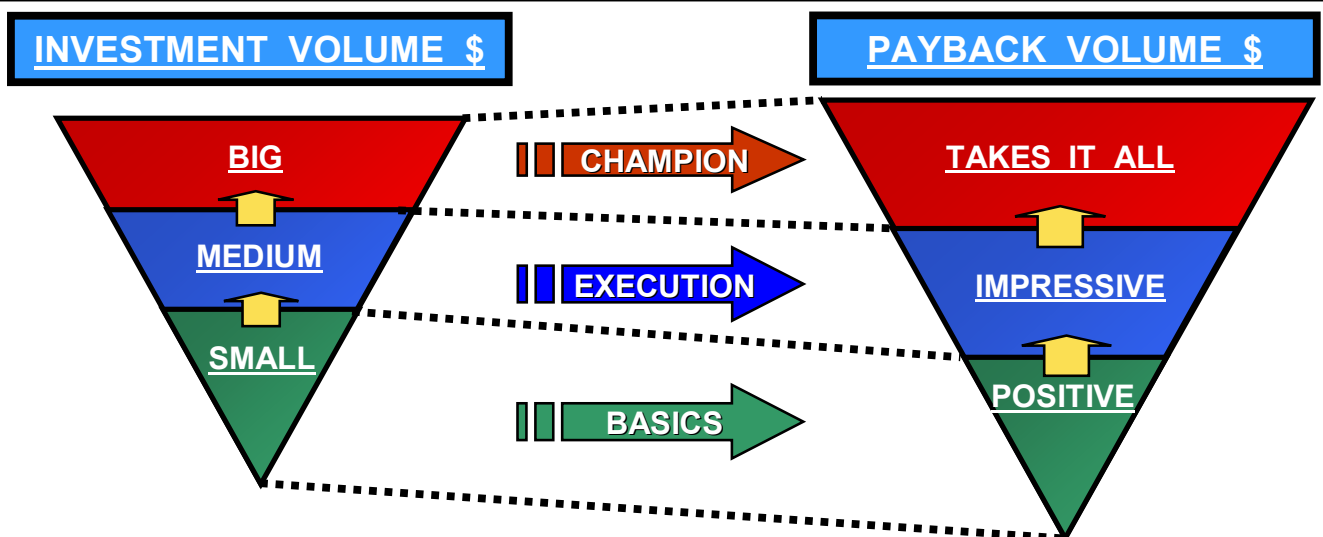 INVESTMENT VOLUME $
PAYBACK VOLUME $
BIG
CHAMPION
TAKES IT ALL
MEDIUM
EXECUTION
IMPRESSIVE
SMALL
BASICS
POSITIVE